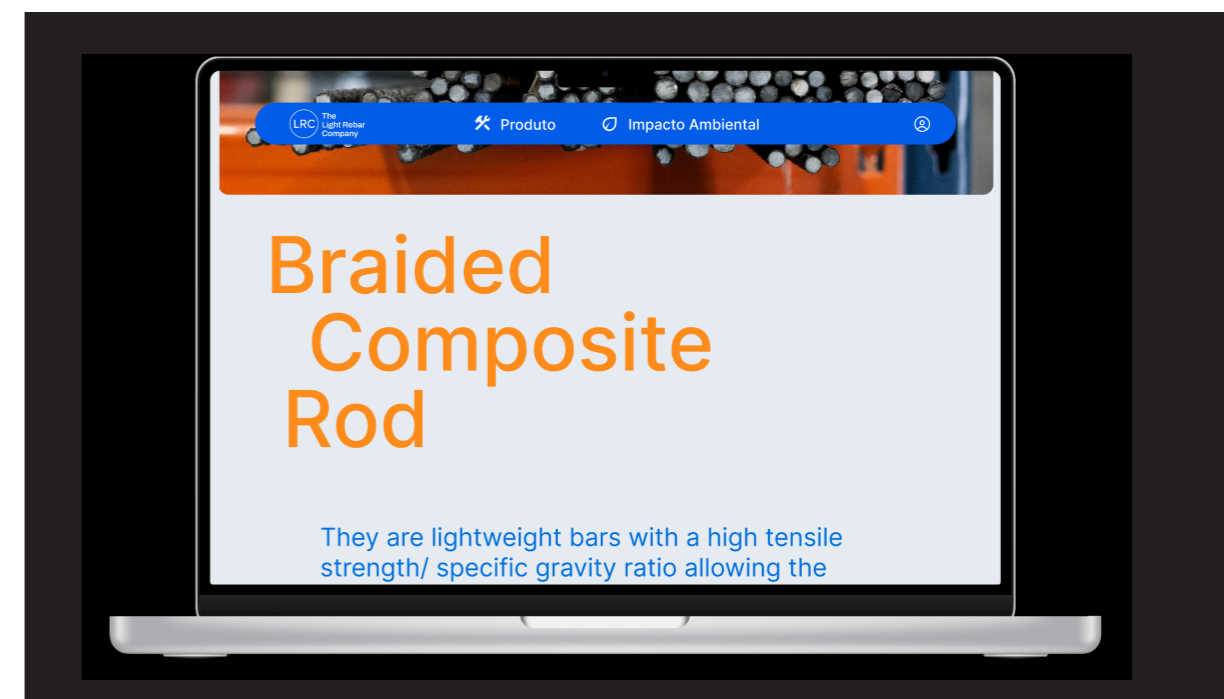 LRC
The
Light Rebar
Company
Produto
Impacto Ambiental
Braided
Composite
Rod
They are lightweight bars with a high tensile
strength/ specific gravity ratio allowing the